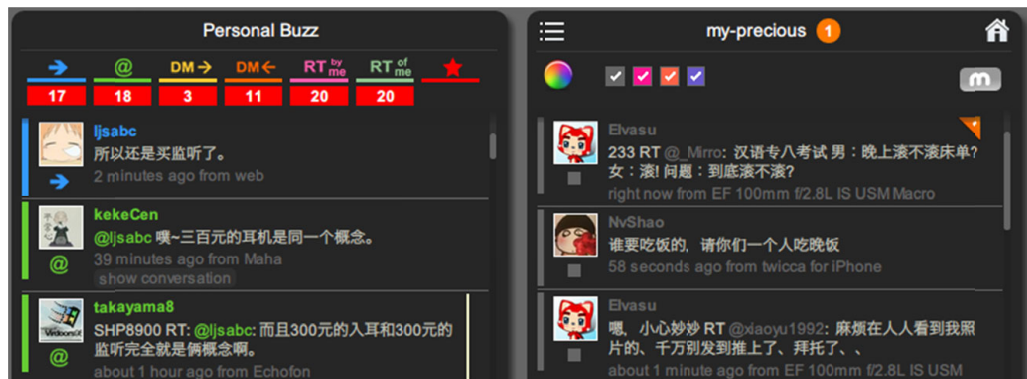 Personal Buzz
@ DM→ DM← RT by me RT of me
17 18 3 11 20 20
ljsabc
所以还是买监听了。
2 minutes ago from web
kekeCen
@ljsabc 噗~三百元的耳机是同一个概念。
@ 39 minutes ago from Maha
show conversation
takayama8
SHP8900 RT: @ljsabc: 而且300元的入耳和300元的
监听完全就是俩概念啊。
@ about 1 hour ago from Echofon
my-precious 1
m
Elvasu
233 RT @_Mirro: 汉语专八考试 男：晚上滚不滚床单?
女：滚! 问题：到底滚不滚?
right now from EF 100mm f/2.8L IS USM Macro
NvShao
谁要吃饭的, 请你们一个人吃晚饭
58 seconds ago from twicca for iPhone
Elvasu
嗯, 小心妙妙 RT @xiaoyu1992: 麻烦在人人看到我照
片的、千万别发到推上了、拜托了、、
about 1 minute ago from EF 100mm f/2.8L IS USM